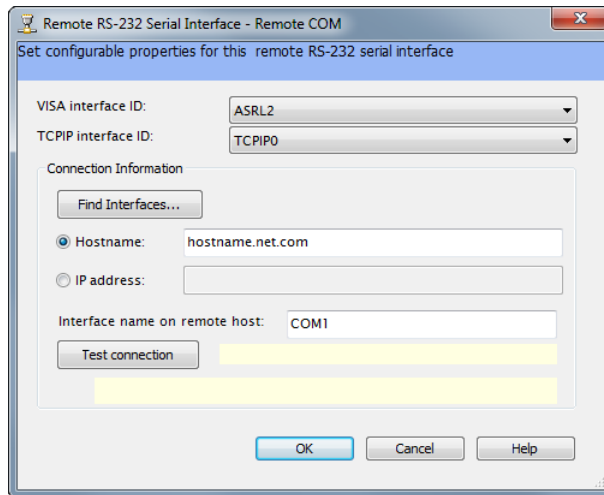 Remote RS-232 Serial Interface - Remote COM
Set configurable properties for this remote RS-232 serial interface
VISA interface ID: ASRL2
TCPIP interface ID: TCPIP0
Connection Information
Find Interfaces...
Hostname: hostname.net.com
IP address:
Interface name on remote host: COM1
Test connection
OK Cancel Help